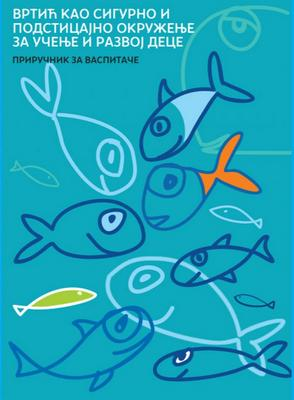 ВРТИЋ КАО СИГУРНО И
ПОДСТИЦАЈНО ОКРУЖЕЊЕ
ЗА УЧЕЊЕ И РАЗВОЈ ДЕЦЕ
ПРИРУЧНИК ЗА ВАСПИТАЧЕ